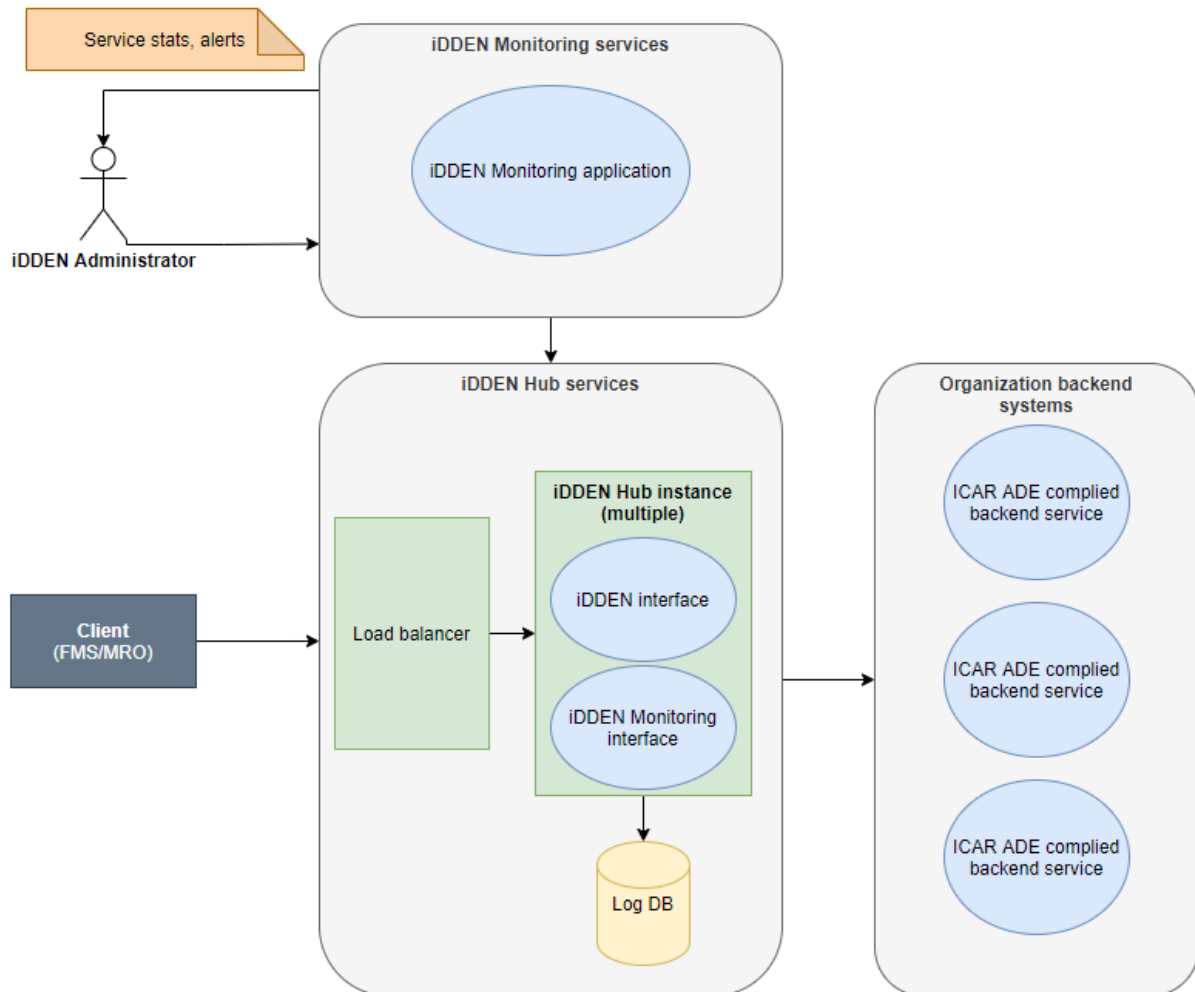 Service stats, alerts
iDDEN Monitoring services
iDDEN Monitoring application
iDDEN Administrator
iDDEN Hub services
Organization backend
systems
iDDEN Hub instance
(multiple)
iDDEN interface
iDDEN Monitoring
interface
Load balancer
Client
(FMS/MRO)
Log DB
ICAR ADE complied
backend service
ICAR ADE complied
backend service
ICAR ADE complied
backend service